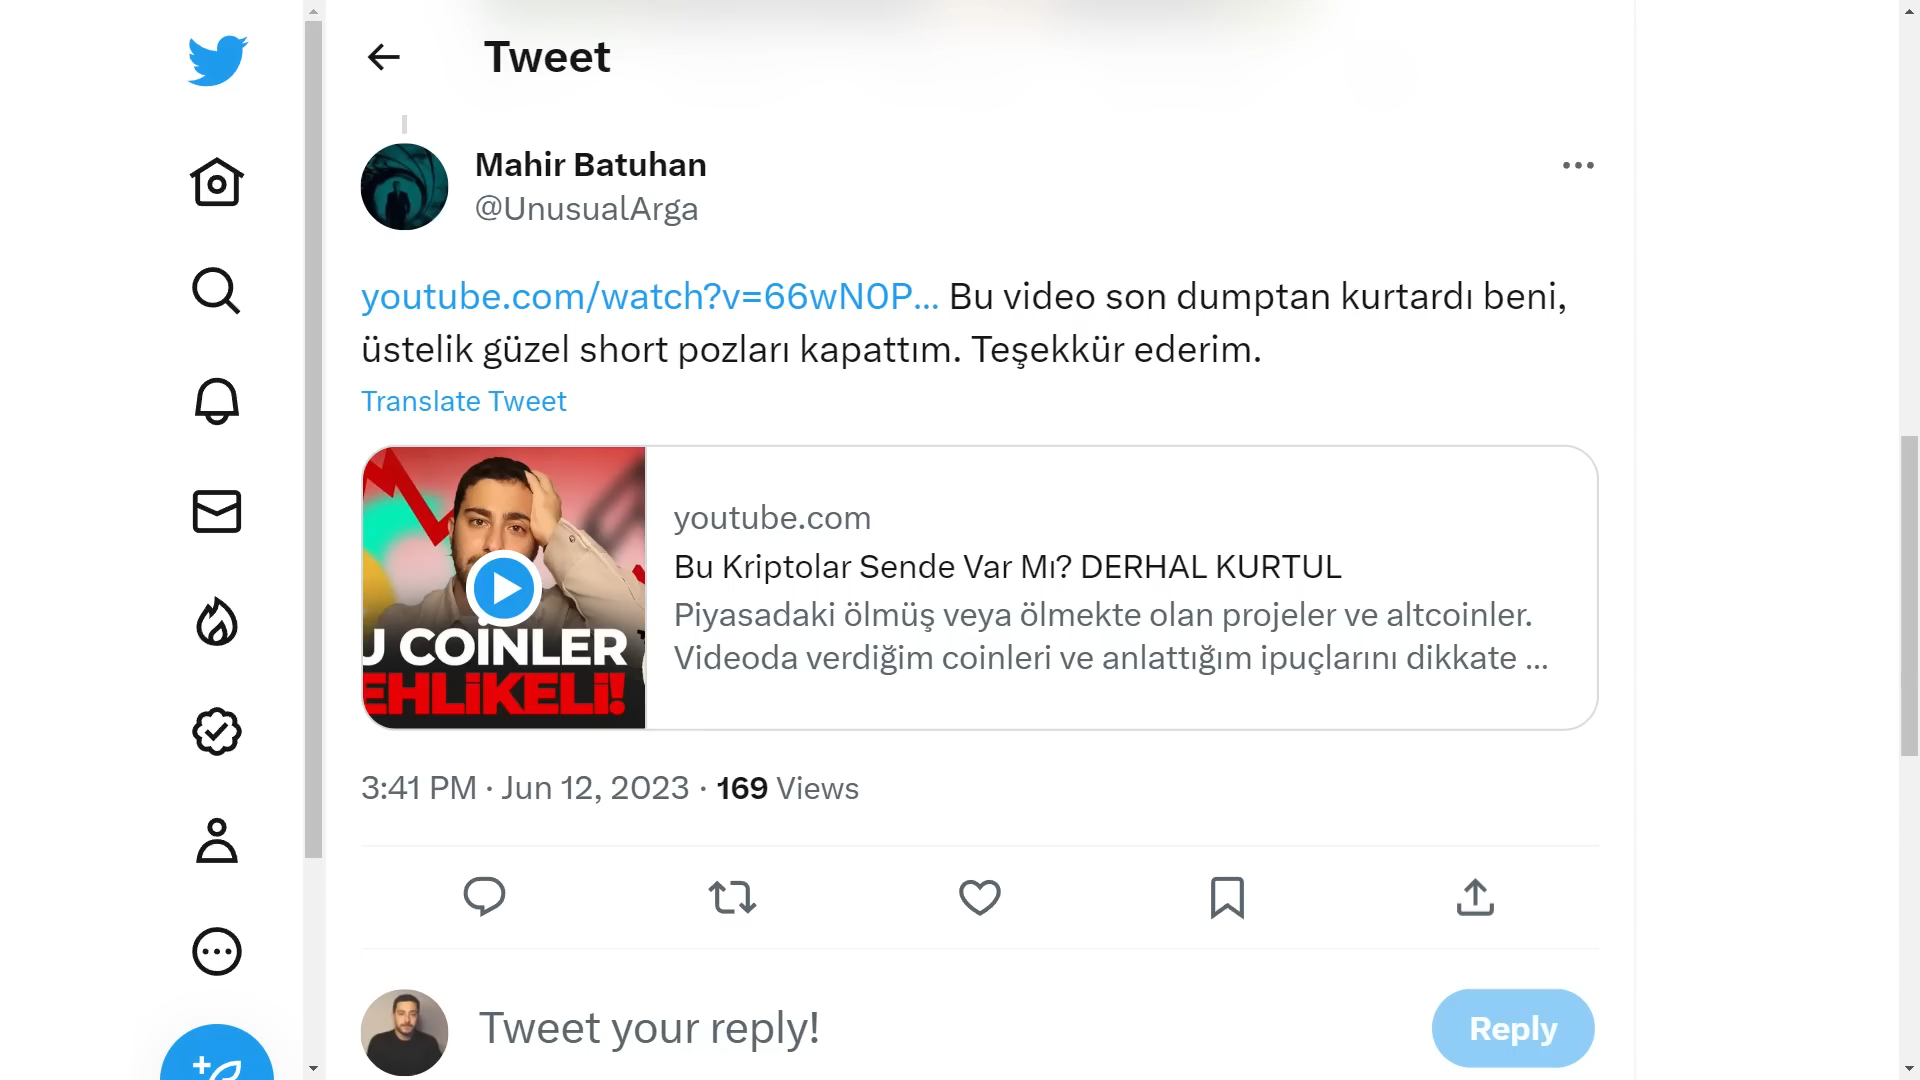 Tweet
Mahir Batuhan
@UnusualArga
youtube.com/watch?v=66wN0P... Bu video son dumptan kurtardı beni,
üstelik güzel short pozları kapattım. Teşekkür ederim.
Translate Tweet
U COİNLER
EHLİKELİ!
youtube.com
Bu Kriptolar Sende Var Mı? DERHAL KURTUL
Piyasadaki ölmüş veya ölmekte olan projeler ve altcoinler.
Videoda verdiğim coinleri ve anlattığım ipuçlarını dikkate ...
3:41 PM · Jun 12, 2023 · 169 Views
Tweet your reply!
Reply